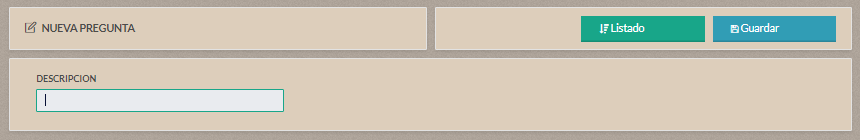 NUEVA PREGUNTA
Listado
Guardar
DESCRIPCION